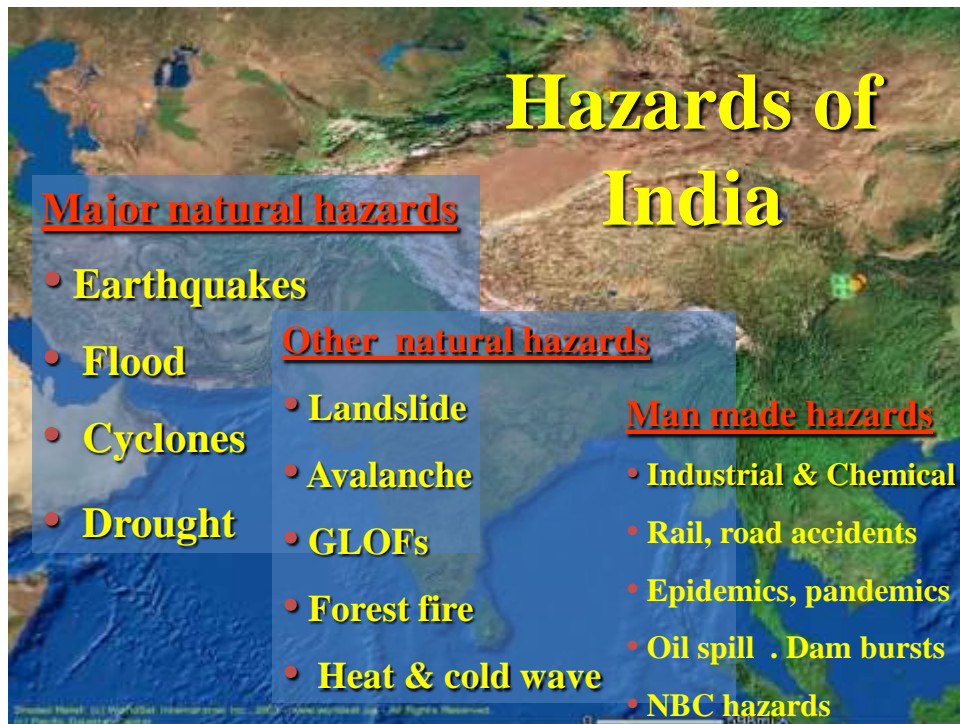 Hazards of
India
Major natural hazards
• Earthquakes
• Flood
• Cyclones
• Drought
Other natural hazards
• Landslide
• Avalanche
• GLOFs
• Forest fire
• Heat & cold wave
Man made hazards
• Industrial & Chemical
• Rail, road accidents
• Epidemics, pandemics
• Oil spill . Dam bursts
• NBC hazards